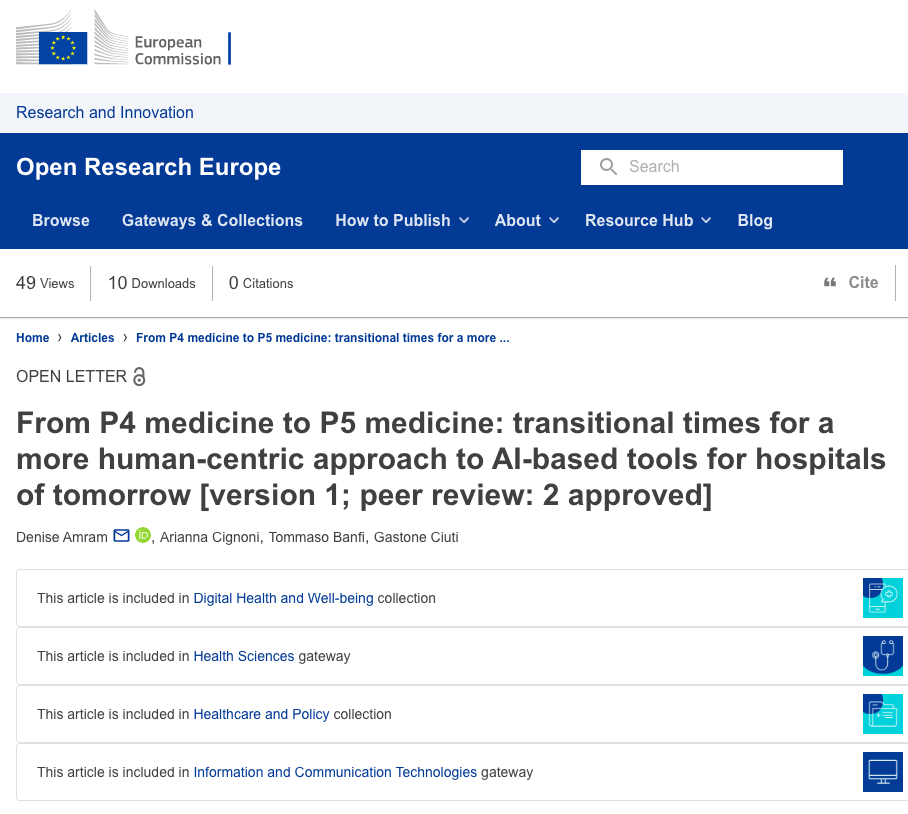 European
Commission
Research and Innovation
Open Research Europe
Search
Browse Gateways & Collections How to Publish About Resource Hub Blog
49 Views 10 Downloads 0 Citations
Cite
Home › Articles › From P4 medicine to P5 medicine: transitional times for a more ...
OPEN LETTER
From P4 medicine to P5 medicine: transitional times for a
more human-centric approach to AI-based tools for hospitals
of tomorrow [version 1; peer review: 2 approved]
Denise Amram iD, Arianna Cignoni, Tommaso Banfi, Gastone Ciuti
This article is included in Digital Health and Well-being collection
This article is included in Health Sciences gateway
This article is included in Healthcare and Policy collection
This article is included in Information and Communication Technologies gateway